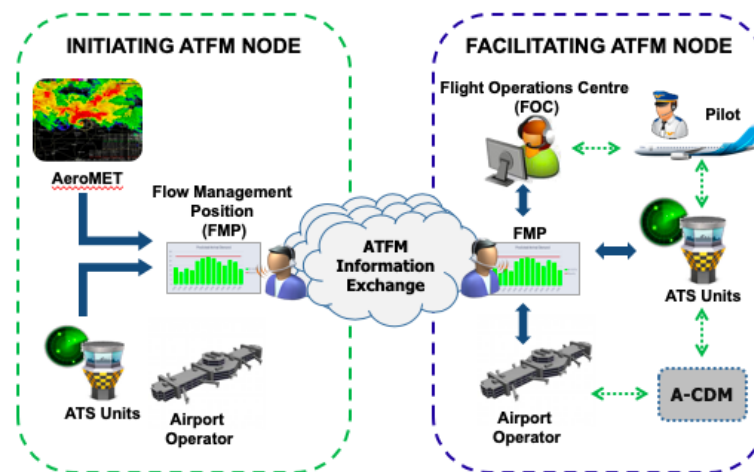 INITIATING ATFM NODE
AeroMET
Flow Management
Position
(FMP)
ATS Units
Airport
Operator
ATFM
Information
Exchange
FACILITATING ATFM NODE
Flight Operations Centre
(FOC)
Pilot
FMP
ATS Units
Airport
Operator
A-CDM